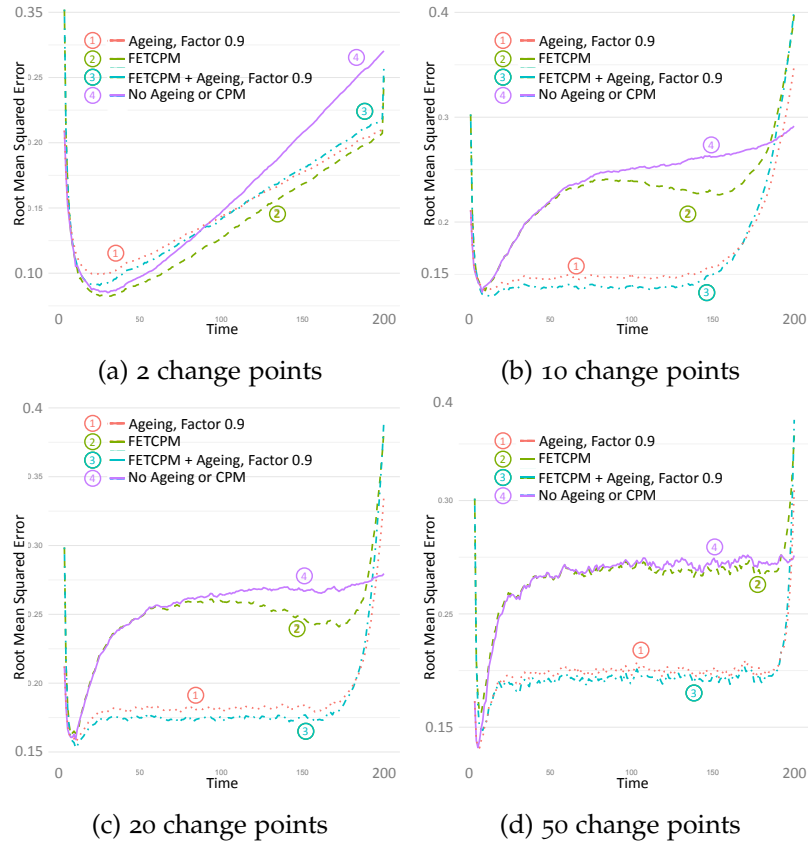 0.35
1 Ageing, Factor 0.9
2 FETCPM
3 FETCPM + Ageing, Factor 0.9
4 No Ageing or CPM
4
0.25
3
0.20
2
0.15
1
0.10
Root Mean Squared Error
0 50 100 150 200
Time
(a) 2 change points
0.4
1 Ageing, Factor 0.9
2 FETCPM
3 FETCPM + Ageing, Factor 0.9
4 No Ageing or CPM
0.3
4
2
0.2
1
0.15
3
Root Mean Squared Error
0 50 100 150 200
Time
(b) 10 change points
0.4
1 Ageing, Factor 0.9
2 FETCPM
3 FETCPM + Ageing, Factor 0.9
4 No Ageing or CPM
0.35
0.30
4
0.25
2
0.20
1
3
0.15
Root Mean Squared Error
0 50 100 150 200
Time
(c) 20 change points
0.4
1 Ageing, Factor 0.9
2 FETCPM
3 FETCPM + Ageing, Factor 0.9
4 No Ageing or CPM
0.30
4
2
0.25
1
3
0.15
Root Mean Squared Error
0 50 100 150 200
Time
(d) 50 change points